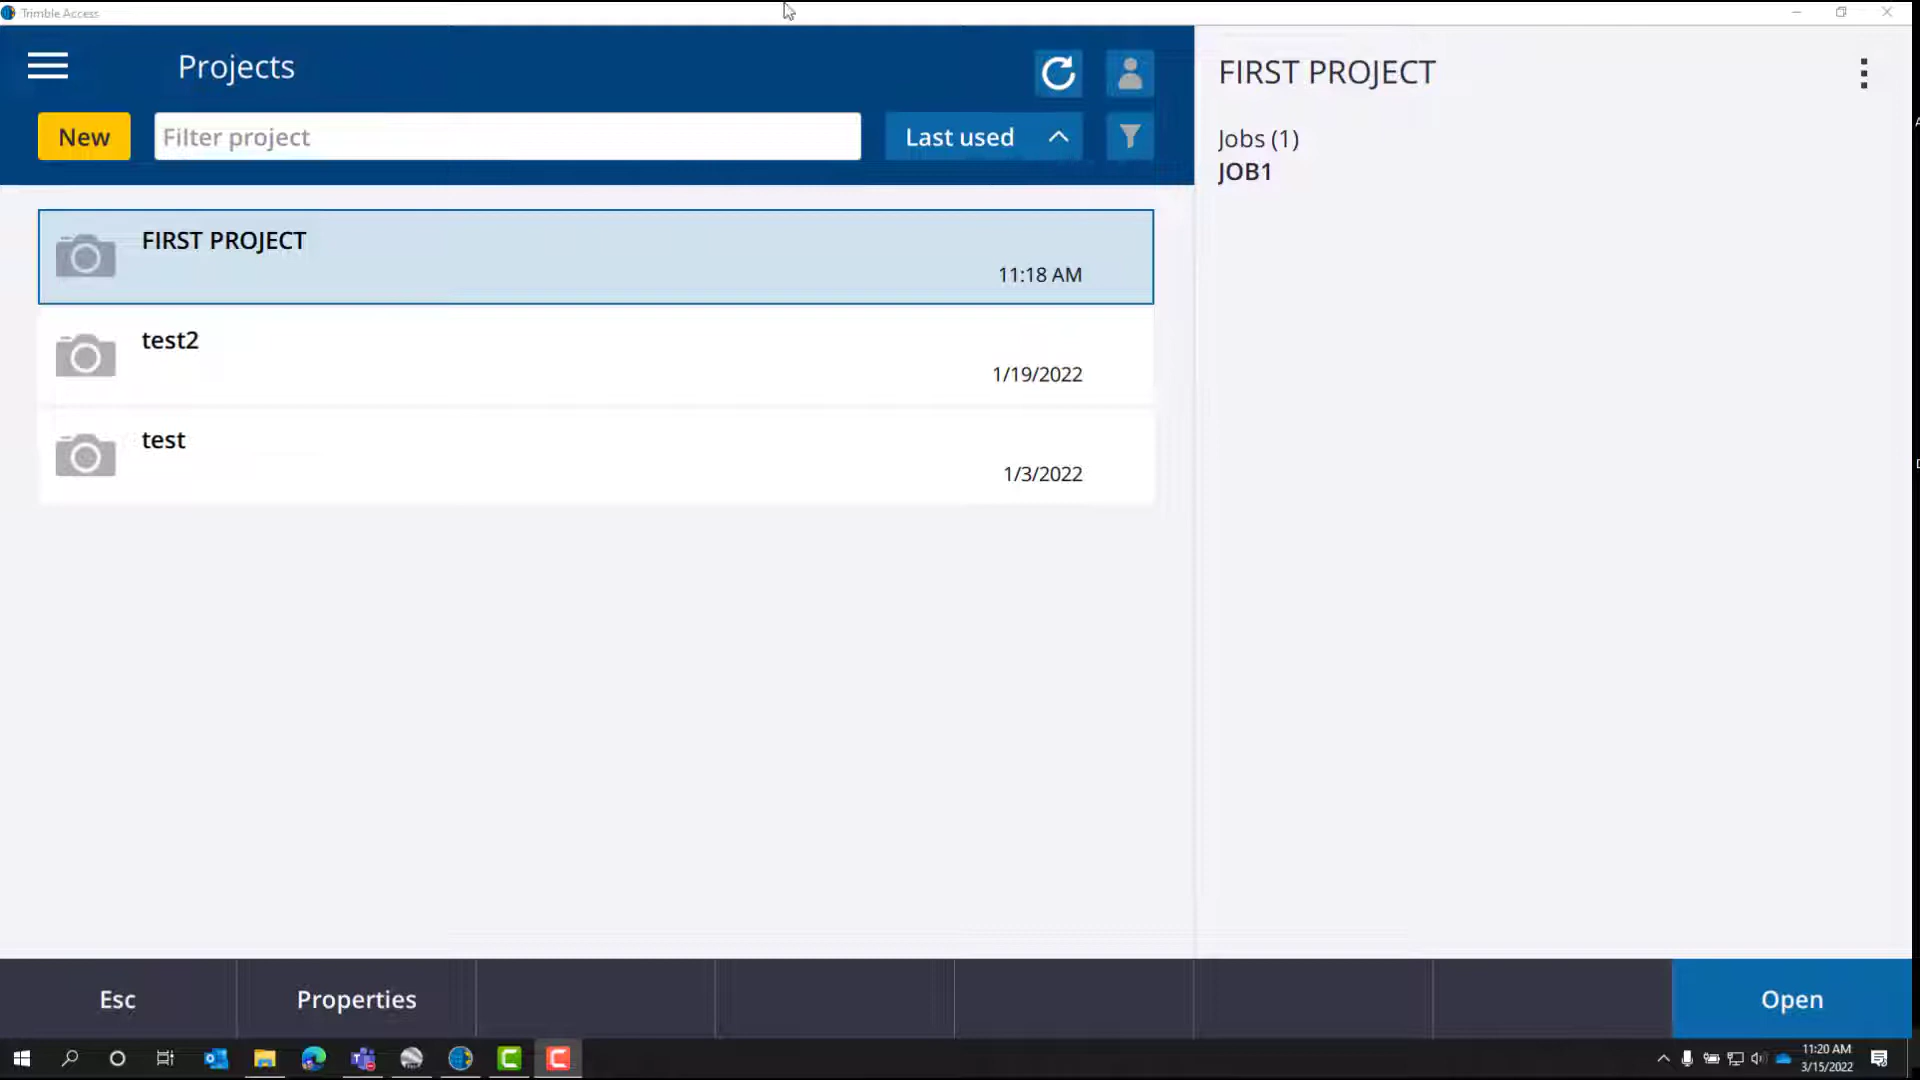 Trimble Access
Projects
New
Filter project
Last used
FIRST PROJECT
11:18 AM
test2
1/19/2022
test
1/3/2022
FIRST PROJECT
Jobs (1)
JOB1
Esc
Properties
Open
11:20 AM
3/15/2022